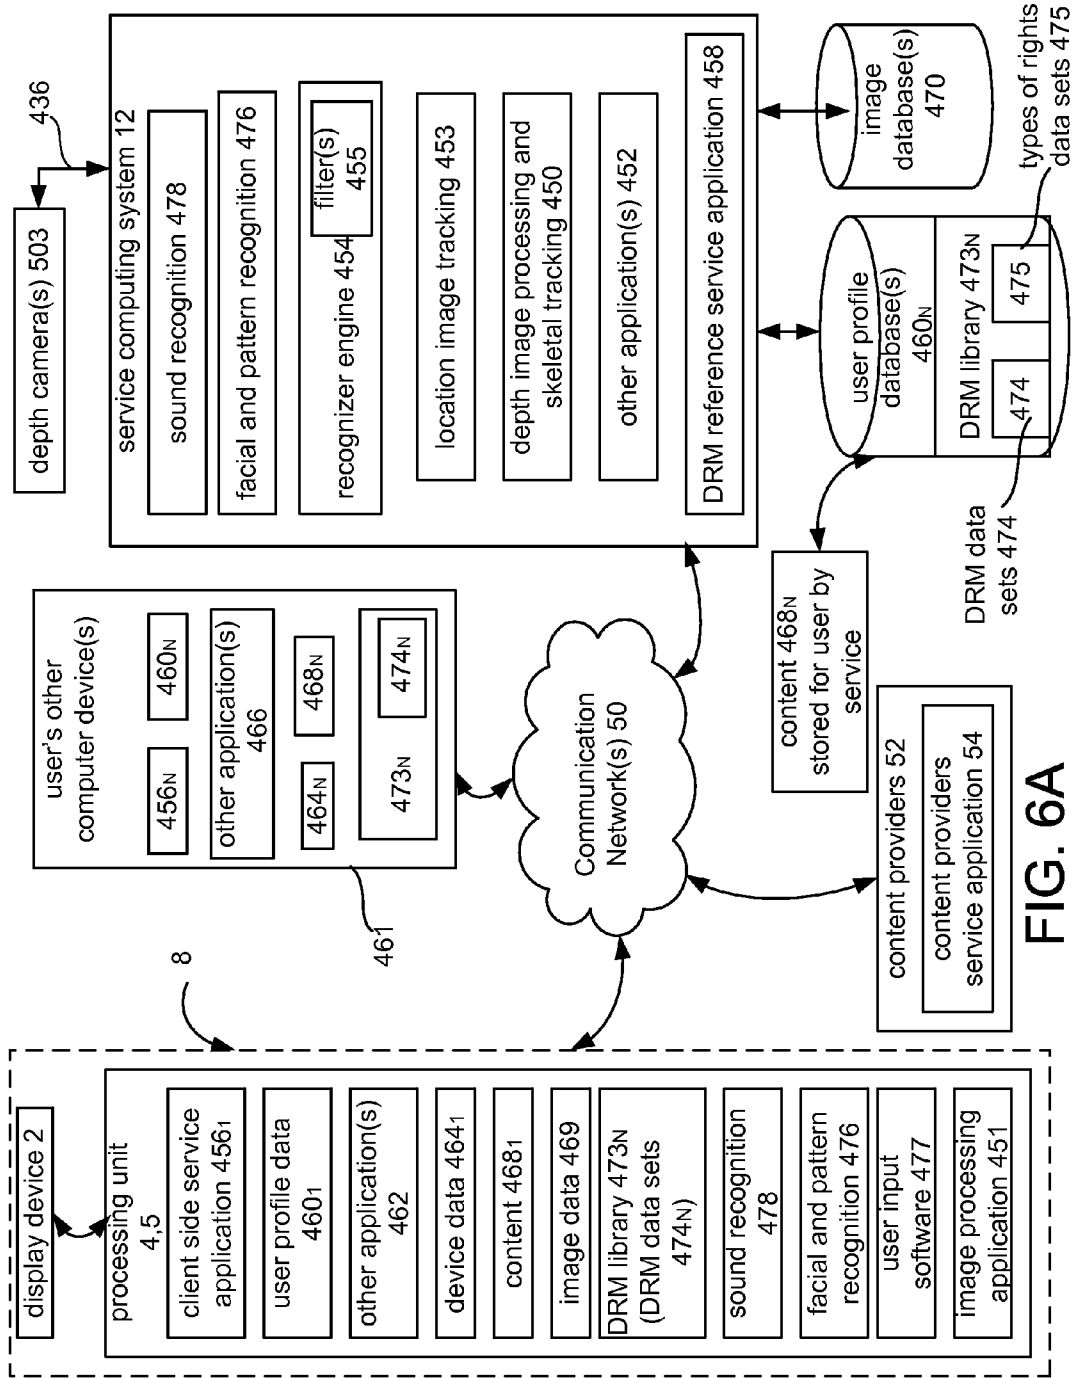 display device 2
processing unit
4,5
client side service
application 456₁
user profile data
460₁
other application(s)
462
device data 464₁
content 468₁
image data 469
DRM library 473N
(DRM data sets
474N)
sound recognition
478
facial and pattern
recognition 476
user input
software 477
image processing
application 451
8
user's other
computer device(s)
456N
460N
other application(s)
466
464N
468N
473N
474N
461
Communication
Network(s) 50
content providers 52
content providers
service application 54
depth camera(s) 503
436
service computing system 12
sound recognition 478
facial and pattern recognition 476
recognizer engine 454
filter(s)
455
location image tracking 453
depth image processing and
skeletal tracking 450
other application(s) 452
DRM reference service application 458
content 468N
stored for user by
service
user profile
database(s)
460N
DRM library 473N
474
475
DRM data
sets 474
image
database(s)
470
types of rights
data sets 475
FIG. 6A